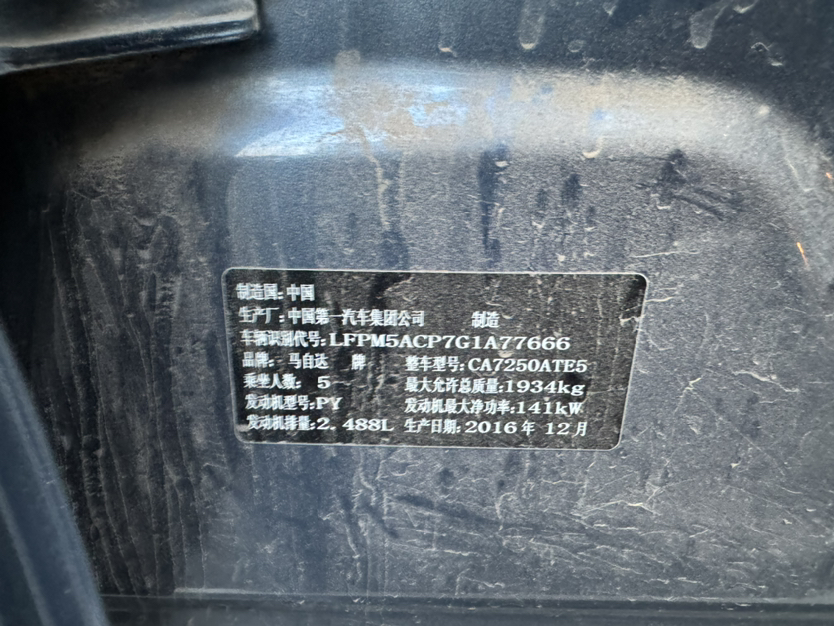 制造国:中国
生产厂:中国第一汽车集团公司 制造
车辆识别代号:LFPM5ACP7G1A77666
品牌: 马自达 牌 整车型号:CA7250ATE5
乘坐人数: 5 最大允许总质量:1934kg
发动机型号:PY 发动机最大净功率:141kW
发动机排量:2.488L 生产日期:2016年12月